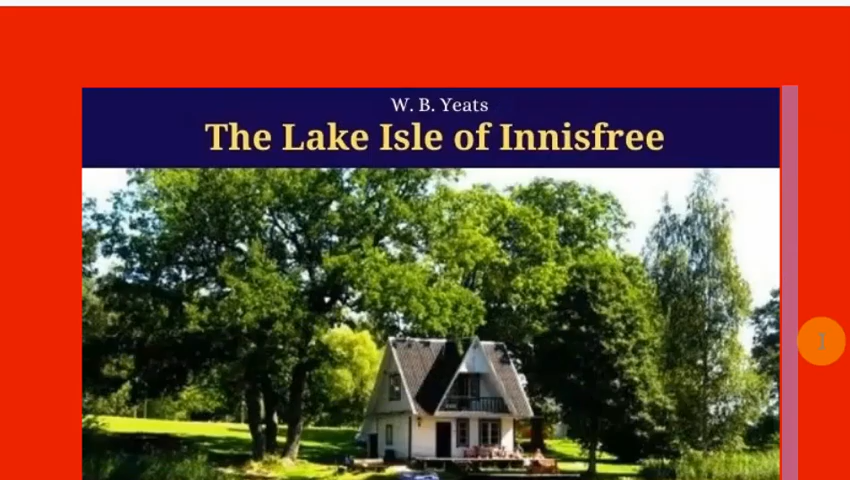 W. B. Yeats
The Lake Isle of Innisfree